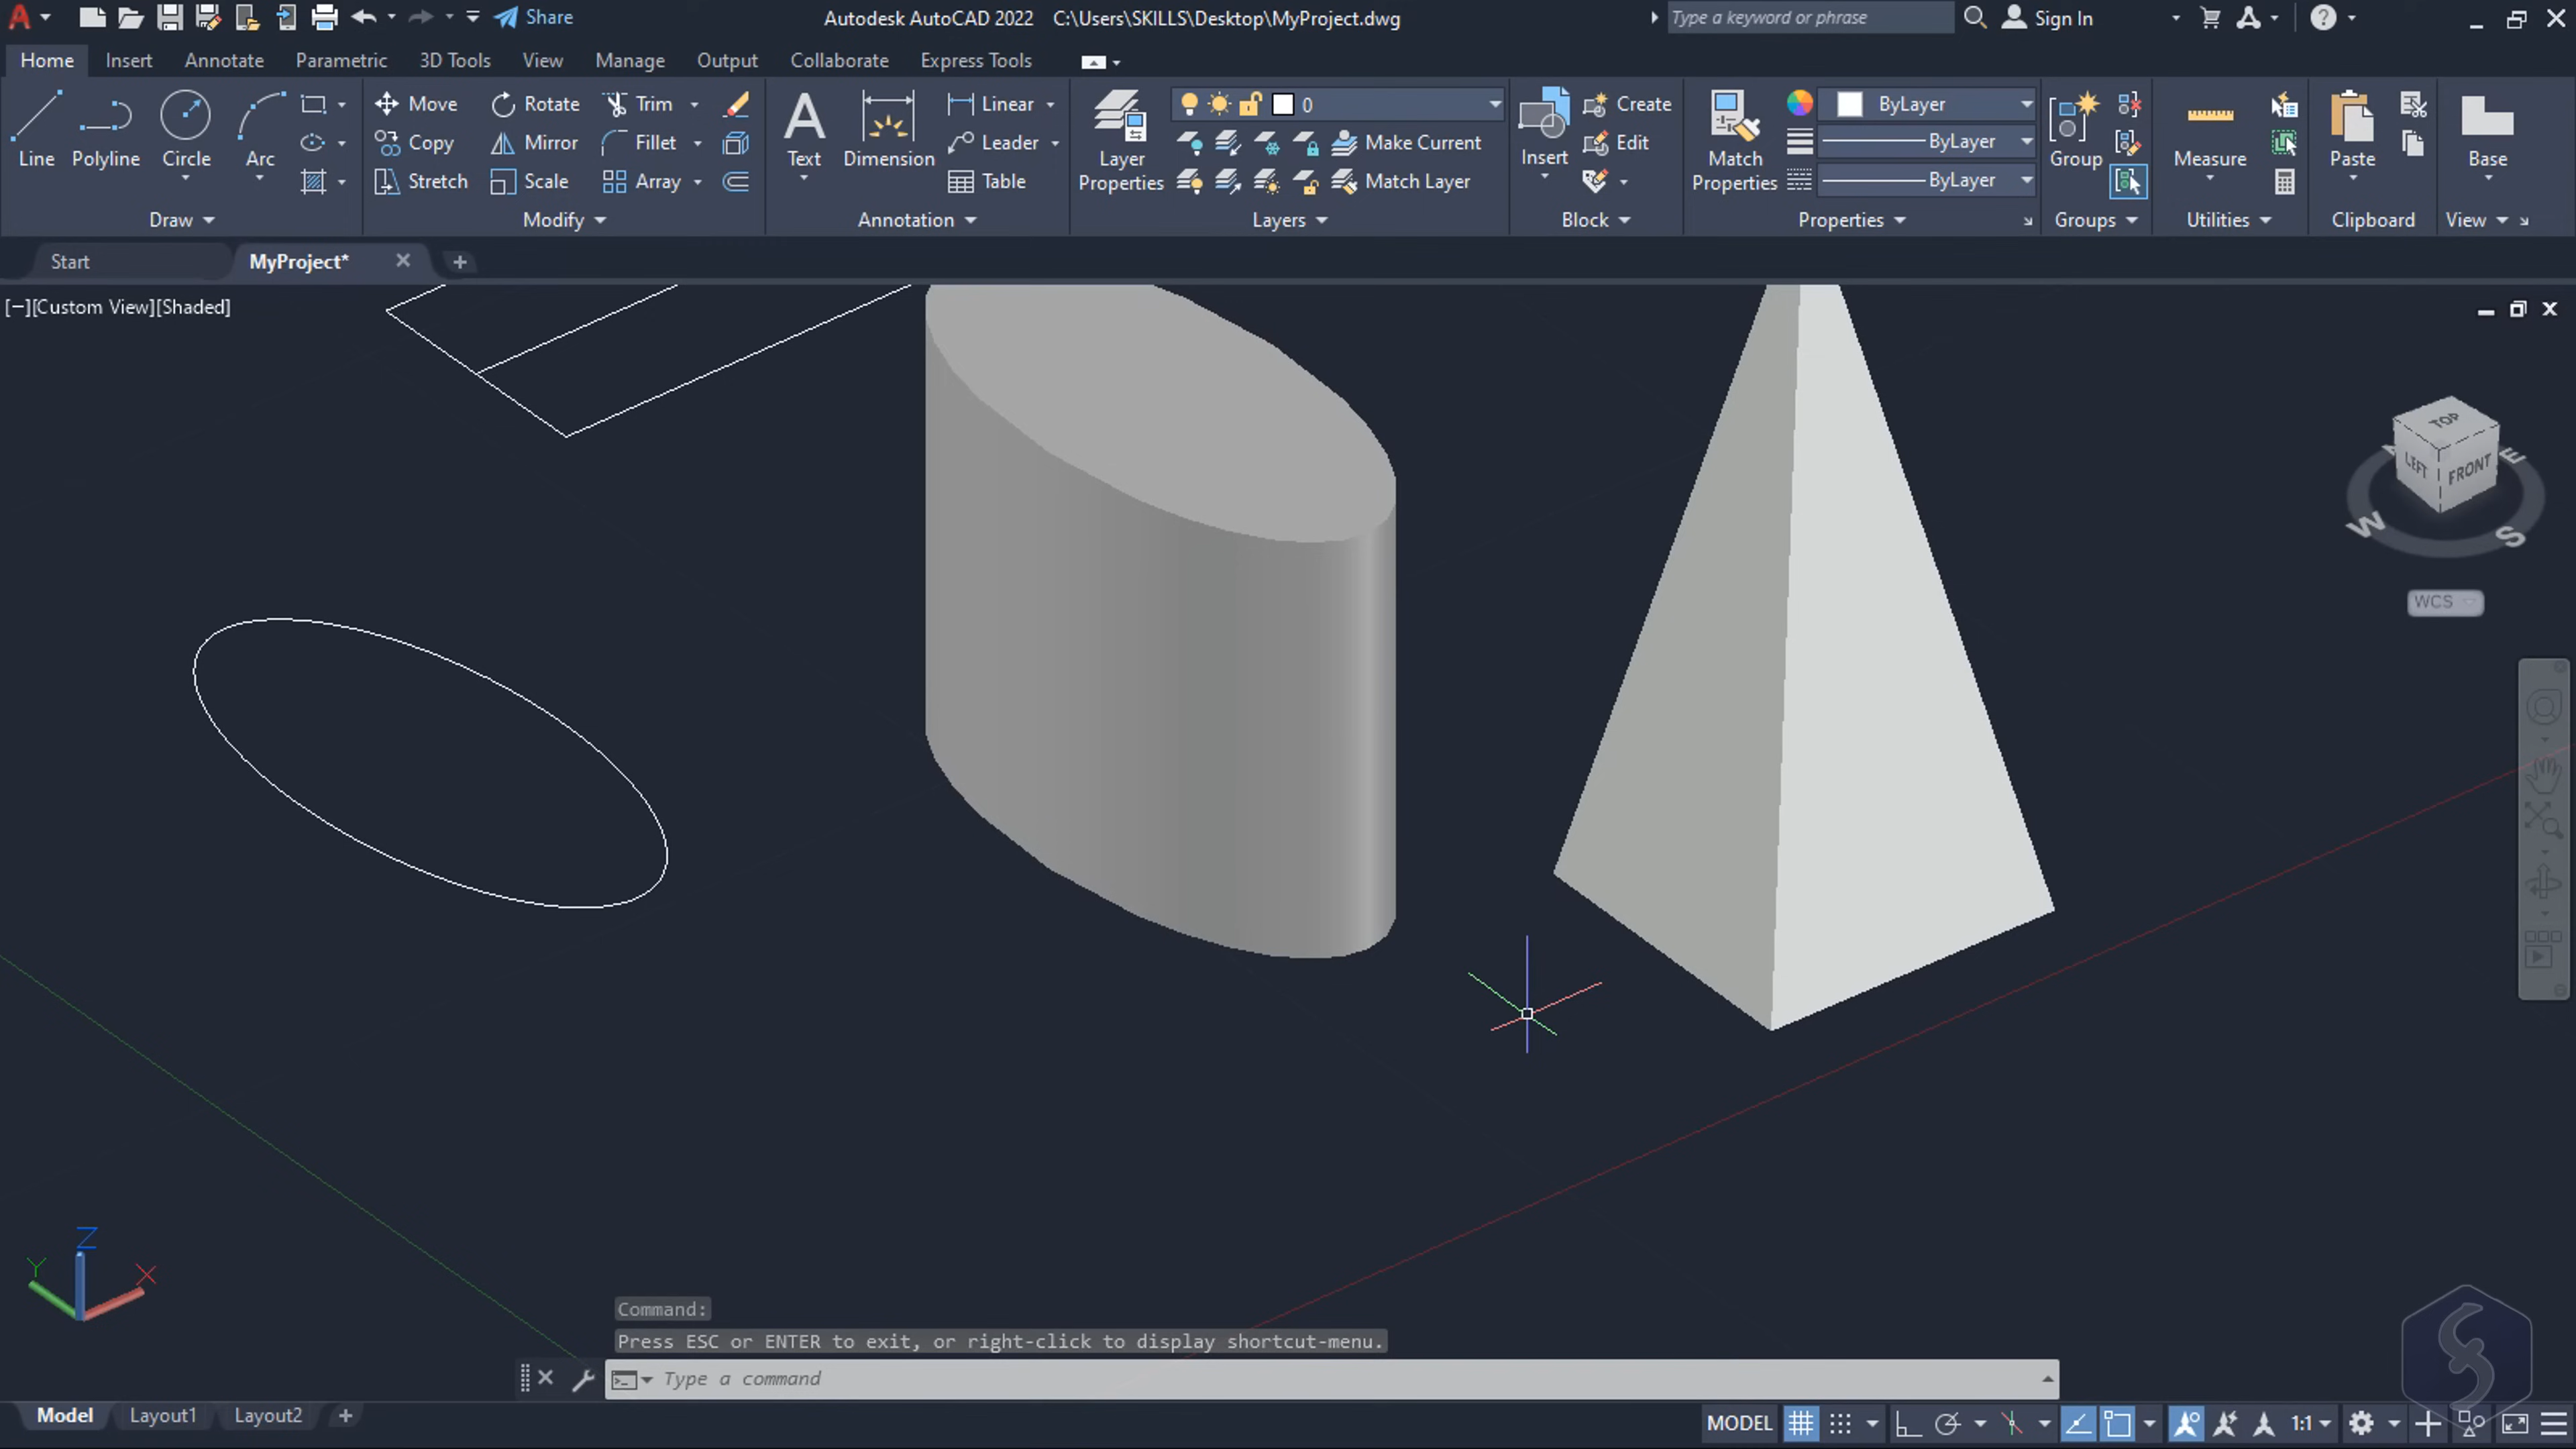 A Share Autodesk AutoCAD 2022 C:\Users\SKILLS\Desktop\MyProject.dwg Type a keyword or phrase Sign In
Home Insert Annotate Parametric 3D Tools View Manage Output Collaborate Express Tools
Move Rotate Trim Linear 0 Create ByLayer
Copy Mirror Fillet Leader Make Current Edit ByLayer
Line Polyline Circle Arc Text Dimension Layer Properties Insert Match Properties Group Measure Paste Base
Stretch Scale Array Table Match Layer ByLayer
Draw Modify Annotation Layers Block Properties Groups Utilities Clipboard View
Start MyProject*
[−][Custom View][Shaded]
TOP
LEFT FRONT
E
W S
WCS
Z
Y X
Command:
Press ESC or ENTER to exit, or right-click to display shortcut-menu.
Type a command
Model Layout1 Layout2 MODEL 1:1